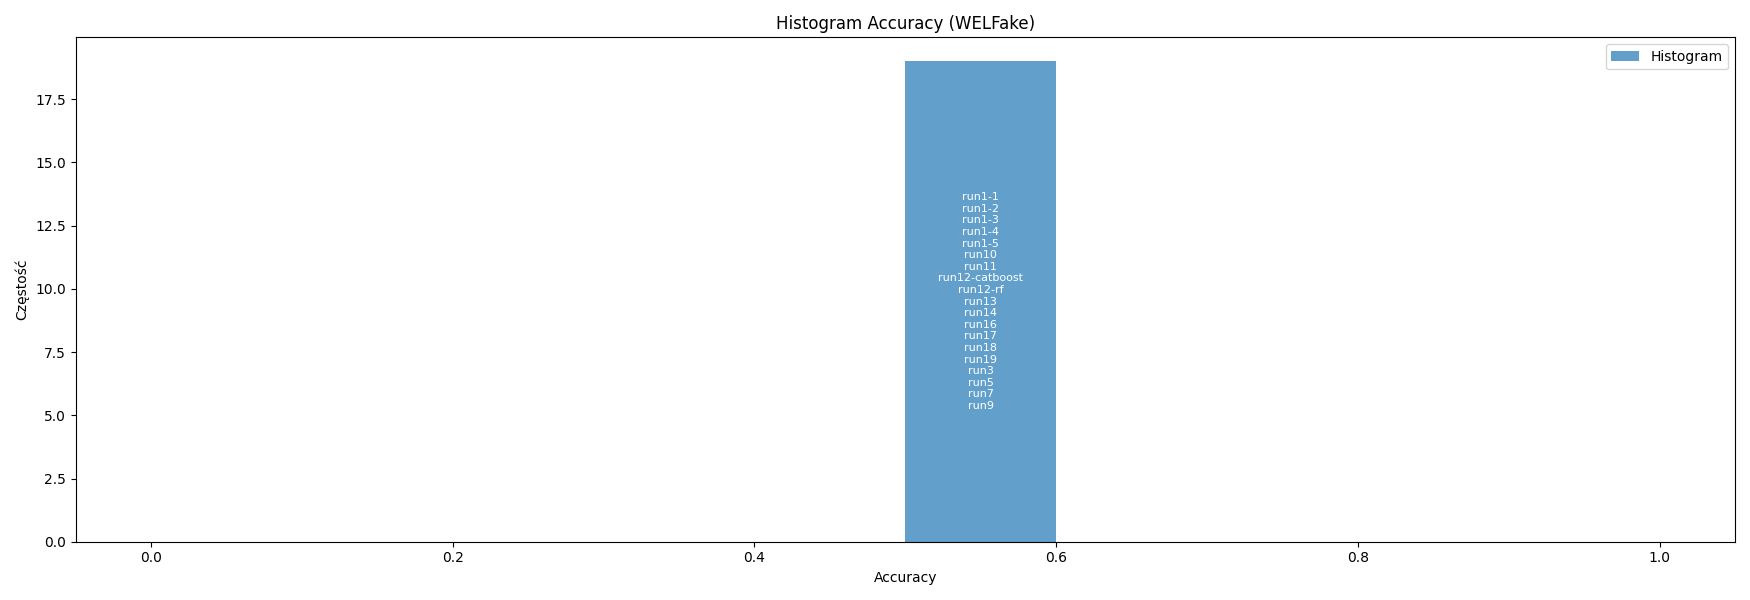 Histogram Accuracy (WELFake)
Histogram
17.5
15.0
12.5
10.0
7.5
5.0
2.5
0.0
Częstość
run1-1
run1-2
run1-3
run1-4
run1-5
run10
run11
run12-catboost
run12-rf
run13
run14
run16
run17
run18
run19
run3
run5
run7
run9
0.0 0.2 0.4 0.6 0.8 1.0
Accuracy